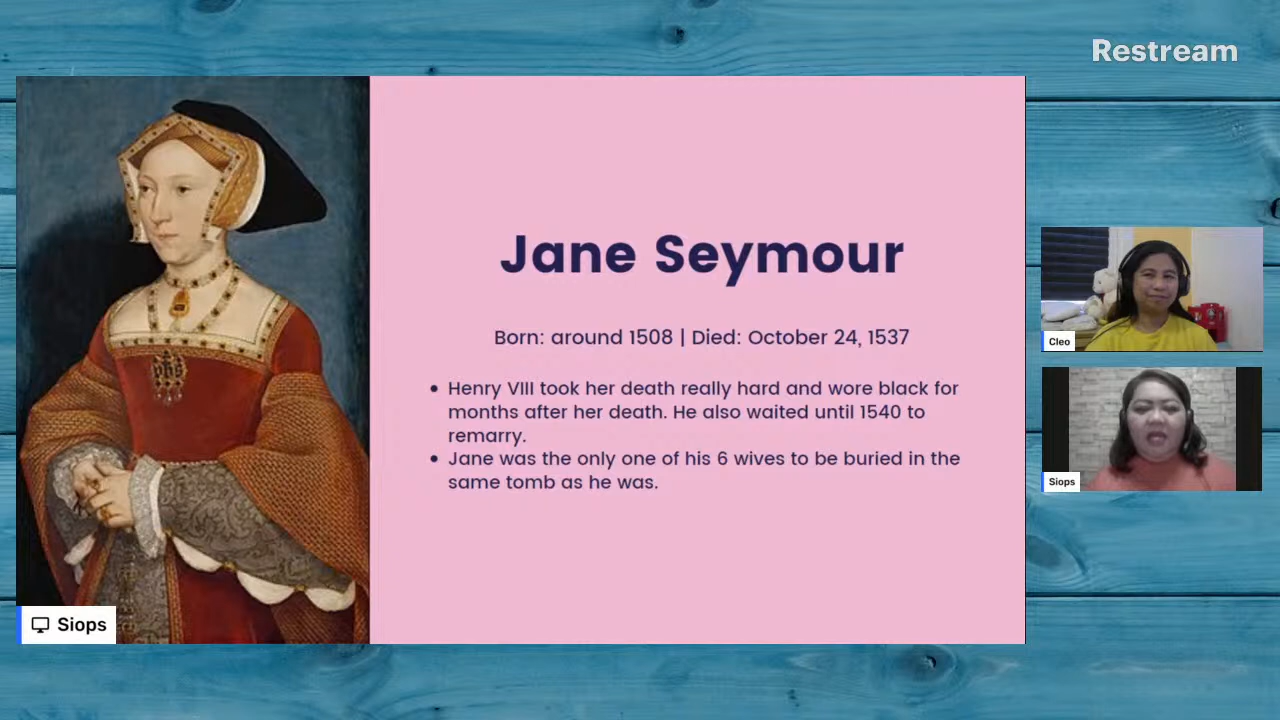 Restream
Jane Seymour
Born: around 1508 | Died: October 24, 1537
• Henry VIII took her death really hard and wore black for
months after her death. He also waited until 1540 to
remarry.
• Jane was the only one of his 6 wives to be buried in the
same tomb as he was.
Cleo
Siops
Siops